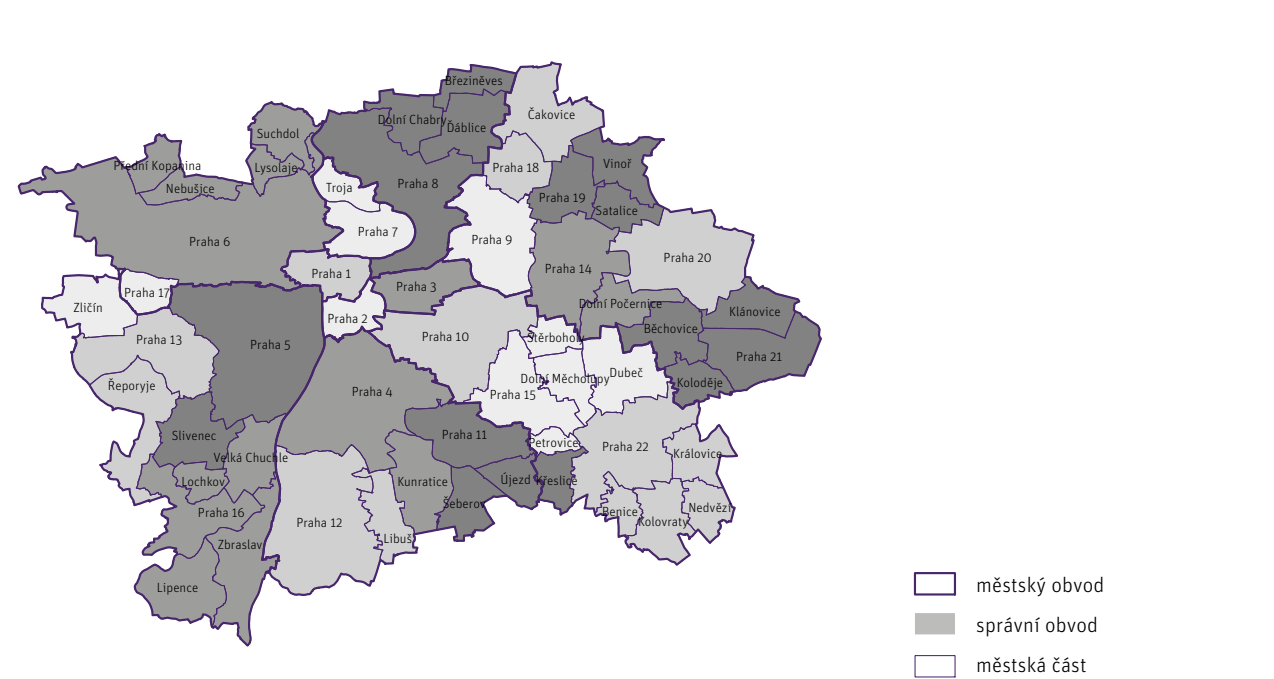 Březiněves
Čakovice
Dolní Chabry
Ďáblice
Suchdol
Vinoř
Přední Kopanina
Lysolaje
Praha 18
Nebušice
Troja
Praha 8
Praha 19
Satalice
Praha 7
Praha 9
Praha 6
Praha 20
Praha 14
Praha 1
Praha 3
Praha 17
Zličín
Dolní Počernice
Klánovice
Praha 2
Běchovice
Praha 13
Praha 5
Praha 10
Štěrboholy
Praha 21
Řeporyje
Dubeč
Dolní Měcholupy
Koloděje
Praha 4
Praha 15
Slivenec
Praha 11
Petrovice
Praha 22
Velká Chuchle
Královice
Lochkov
Kunratice
Újezd
Křeslice
Šeberov
Nedvězí
Praha 16
Benice
Praha 12
Kolovraty
Zbraslav
Libuš
Lipence
městský obvod
správní obvod
městská část